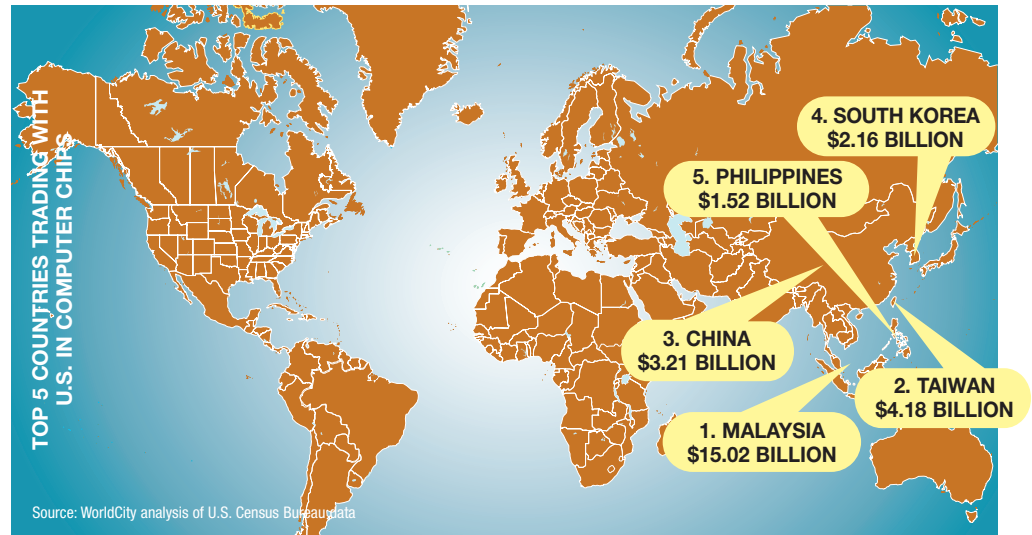 TOP 5 COUNTRIES TRADING WITH
U.S. IN COMPUTER CHIPS
4. SOUTH KOREA
$2.16 BILLION
5. PHILIPPINES
$1.52 BILLION
3. CHINA
$3.21 BILLION
2. TAIWAN
$4.18 BILLION
1. MALAYSIA
$15.02 BILLION
Source: WorldCity analysis of U.S. Census Bureau data